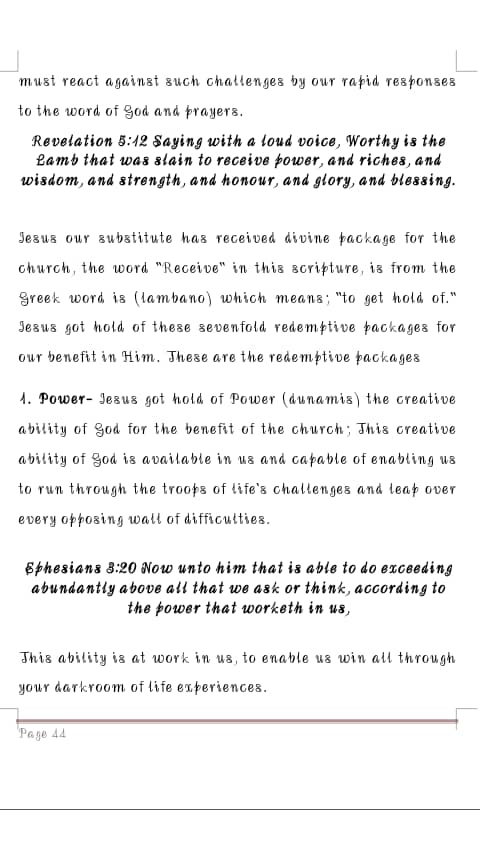 must react against such challenges by our rapid responses
to the word of God and prayers.
Revelation 5:12 Saying with a loud voice, Worthy is the
Lamb that was slain to receive power, and riches, and
wisdom, and strength, and honour, and glory, and blessing.
Jesus our substitute has received divine package for the
church, the word "Receive" in this scripture, is from the
Greek word is (lambano) which means; "to get hold of."
Jesus got hold of these sevenfold redemptive packages for
our benefit in Him. These are the redemptive packages
1. Power- Jesus got hold of Power (dunamis) the creative
ability of God for the benefit of the church; This creative
ability of God is available in us and capable of enabling us
to run through the troops of life's challenges and leap over
every opposing wall of difficulties.
Ephesians 3:20 Now unto him that is able to do exceeding
abundantly above all that we ask or think, according to
the power that worketh in us,
This ability is at work in us, to enable us win all through
your darkroom of life experiences.
Page 44